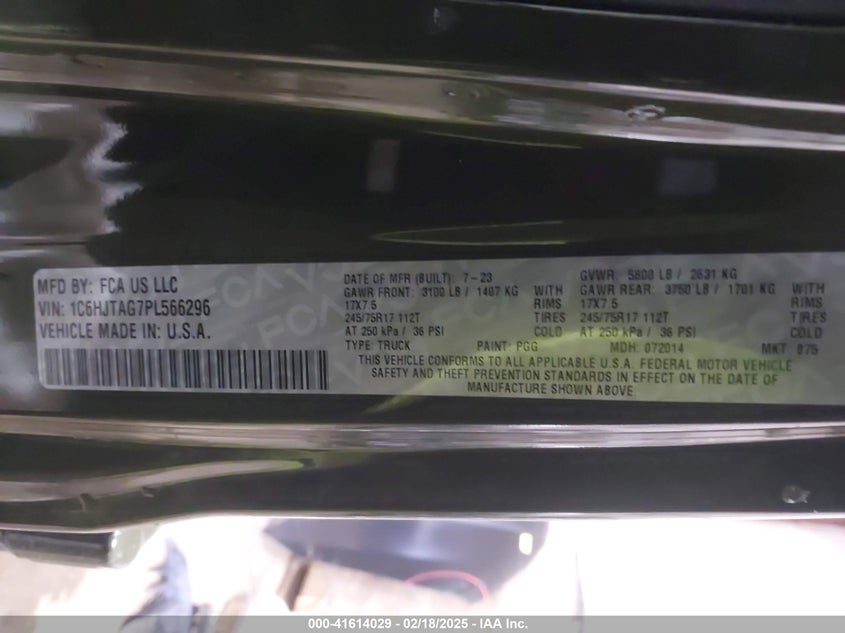 MFD BY: FCA US LLC
VIN: 1C6HJTAG7PL566296
VEHICLE MADE IN: U.S.A.
DATE OF MFR (BUILT): 7-23
GAWR FRONT: 3100 LB / 1407 KG
17X7.5 RIMS
245/75R17 112T TIRES
AT 250 kPa / 36 PSI COLD
TYPE: TRUCK PAINT: PGG MDH: 072014 MKT: B75
GVWR: 5800 LB / 2631 KG
GAWR REAR: 3750 LB / 1701 KG
17X7.5 RIMS
245/75R17 112T TIRES
AT 250 kPa / 36 PSI COLD
THIS VEHICLE CONFORMS TO ALL APPLICABLE U.S.A. FEDERAL MOTOR VEHICLE
SAFETY AND THEFT PREVENTION STANDARDS IN EFFECT ON THE DATE OF
MANUFACTURE SHOWN ABOVE
000-41614029 - 02/18/2025 - IAA Inc.